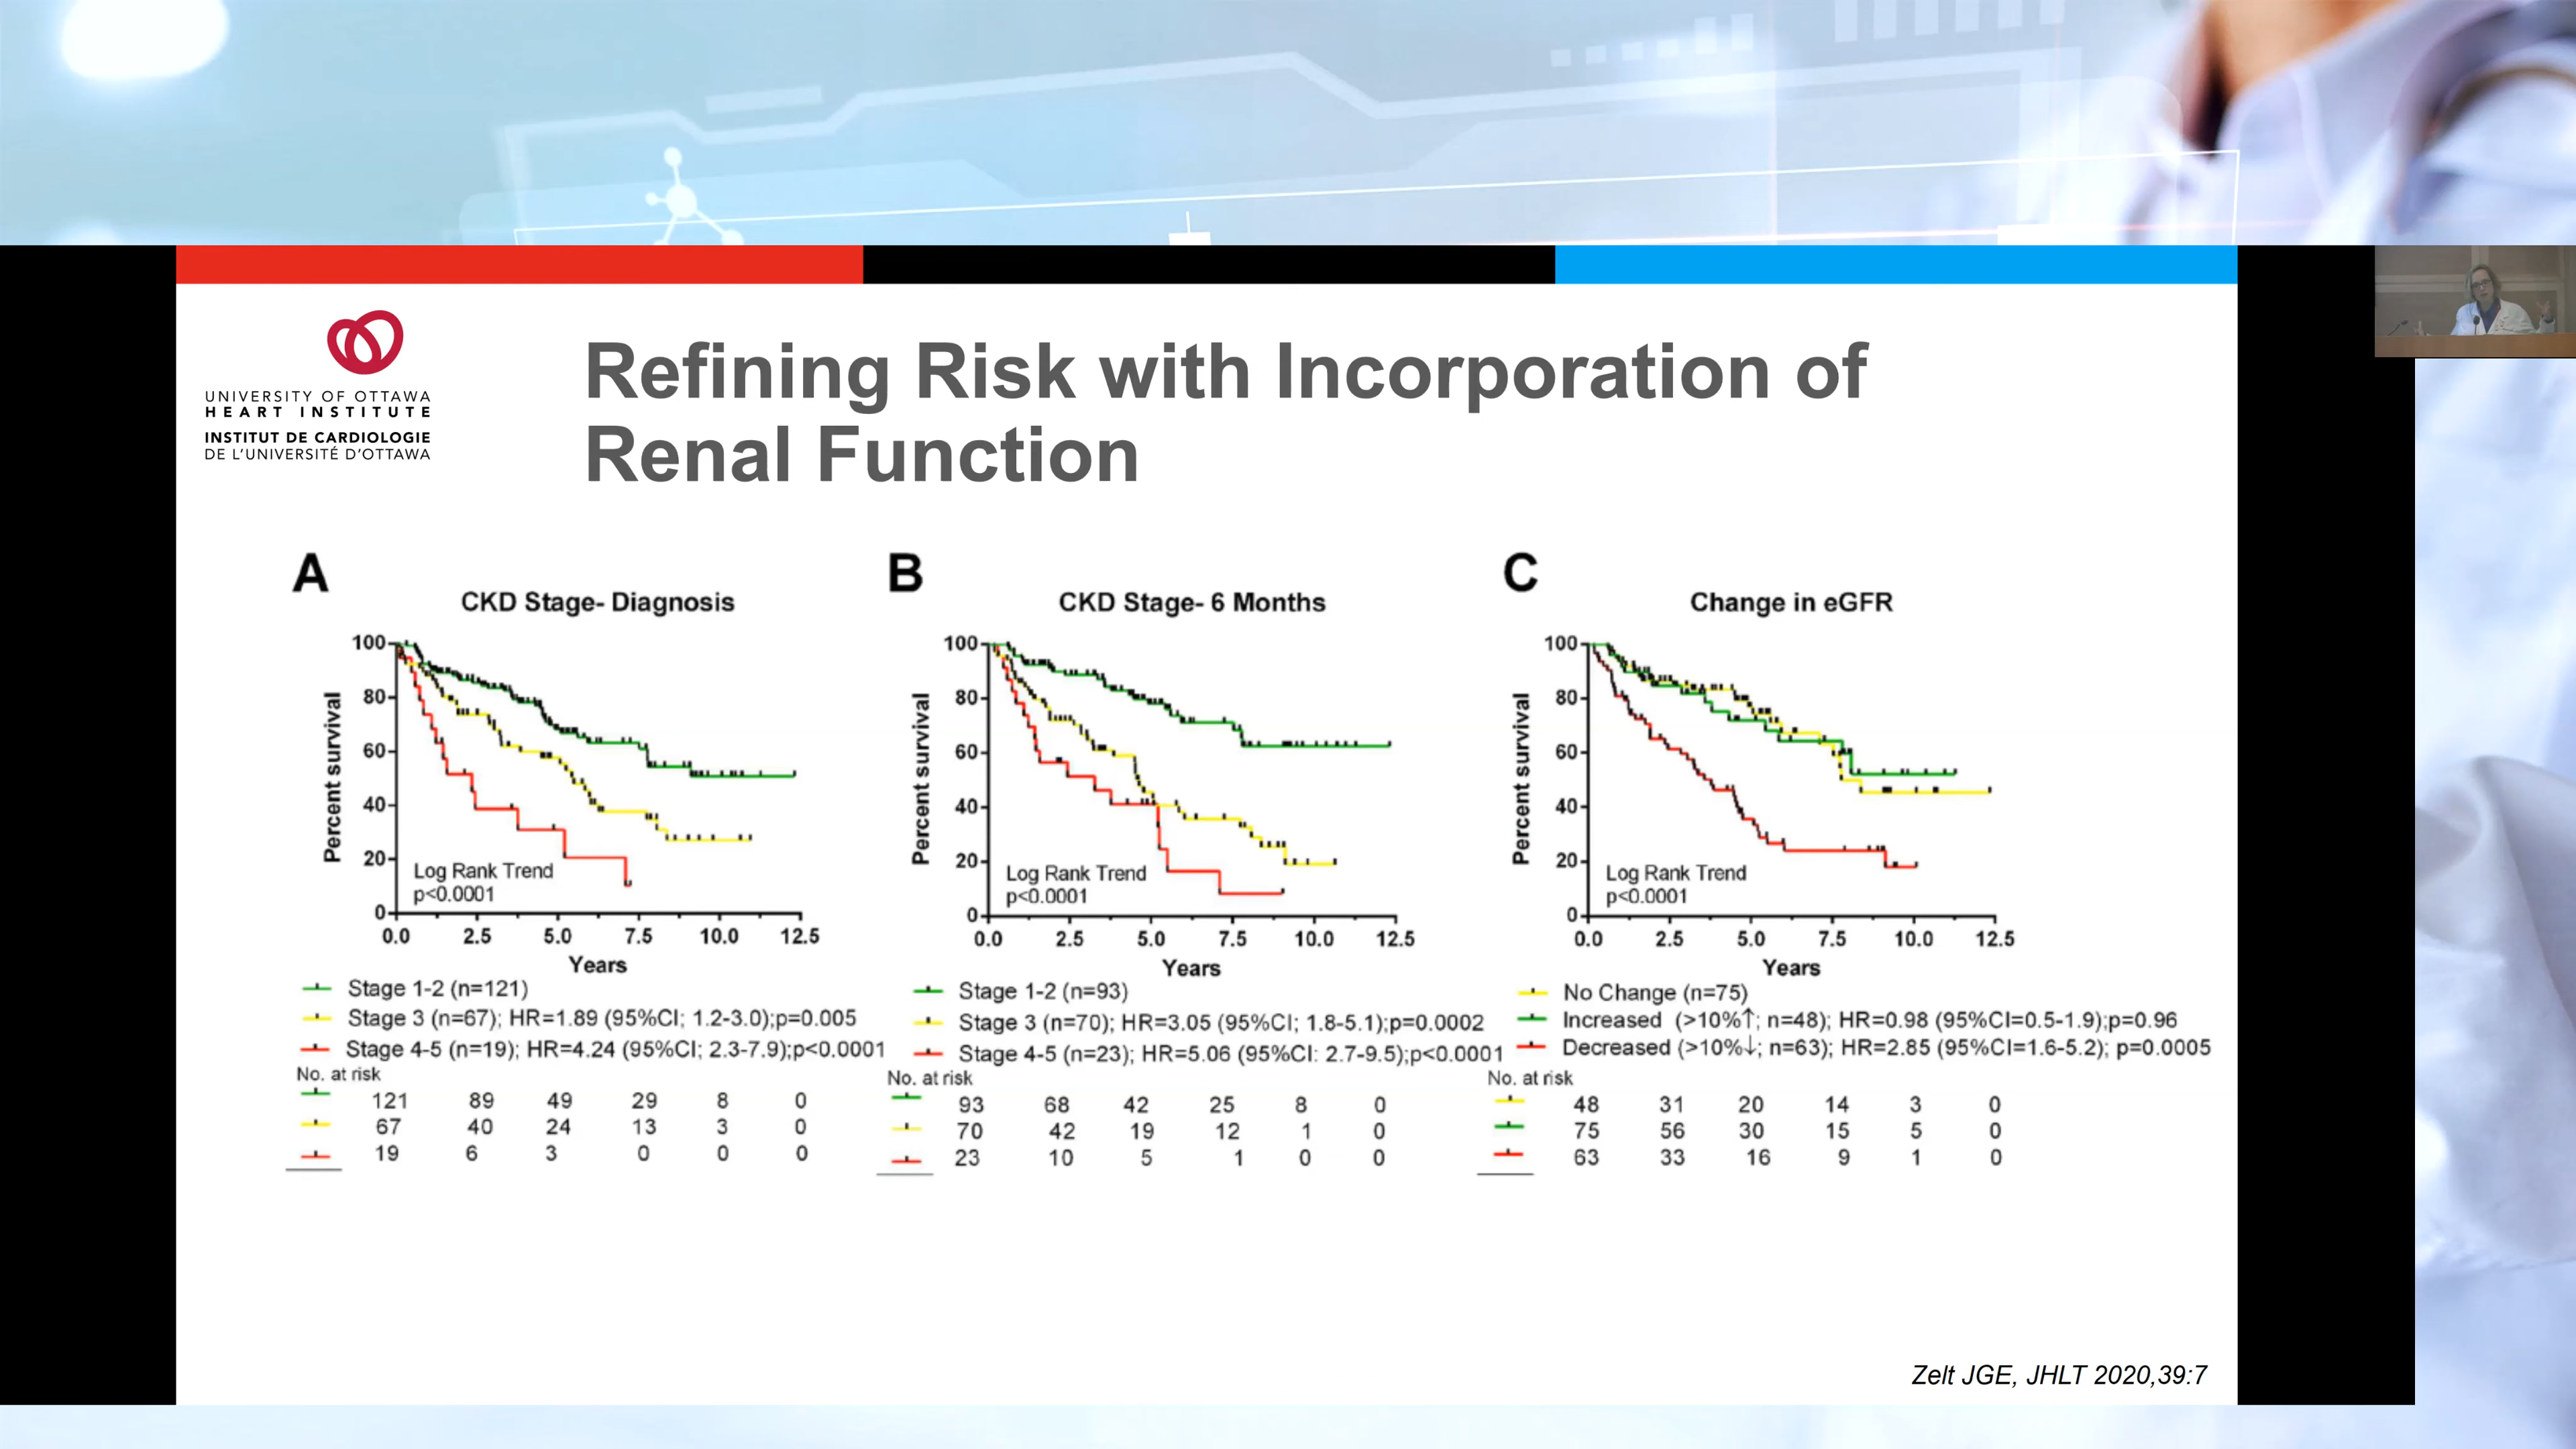 UNIVERSITY OF OTTAWA
HEART INSTITUTE
INSTITUT DE CARDIOLOGIE
DE L'UNIVERSITÉ D'OTTAWA
Refining Risk with Incorporation of
Renal Function
A
CKD Stage- Diagnosis
Percent survival
100
80
60
40
20
0
Log Rank Trend
p<0.0001
0.0 2.5 5.0 7.5 10.0 12.5
Years
Stage 1-2 (n=121)
Stage 3 (n=67); HR=1.89 (95%CI; 1.2-3.0);p=0.005
Stage 4-5 (n=19); HR=4.24 (95%CI; 2.3-7.9);p<0.0001
No. at risk
121 89 49 29 8 0
67 40 24 13 3 0
19 6 3 0 0 0
B
CKD Stage- 6 Months
Percent survival
100
80
60
40
20
0
Log Rank Trend
p<0.0001
0.0 2.5 5.0 7.5 10.0 12.5
Years
Stage 1-2 (n=93)
Stage 3 (n=70); HR=3.05 (95%CI; 1.8-5.1);p=0.0002
Stage 4-5 (n=23); HR=5.06 (95%CI: 2.7-9.5);p<0.0001
No. at risk
93 68 42 25 8 0
70 42 19 12 1 0
23 10 5 1 0 0
C
Change in eGFR
Percent survival
100
80
60
40
20
0
Log Rank Trend
p<0.0001
0.0 2.5 5.0 7.5 10.0 12.5
Years
No Change (n=75)
Increased (>10%↑; n=48); HR=0.98 (95%CI=0.5-1.9);p=0.96
Decreased (>10%↓; n=63); HR=2.85 (95%CI=1.6-5.2); p=0.0005
No. at risk
48 31 20 14 3 0
75 56 30 15 5 0
63 33 16 9 1 0
Zelt JGE, JHLT 2020,39:7